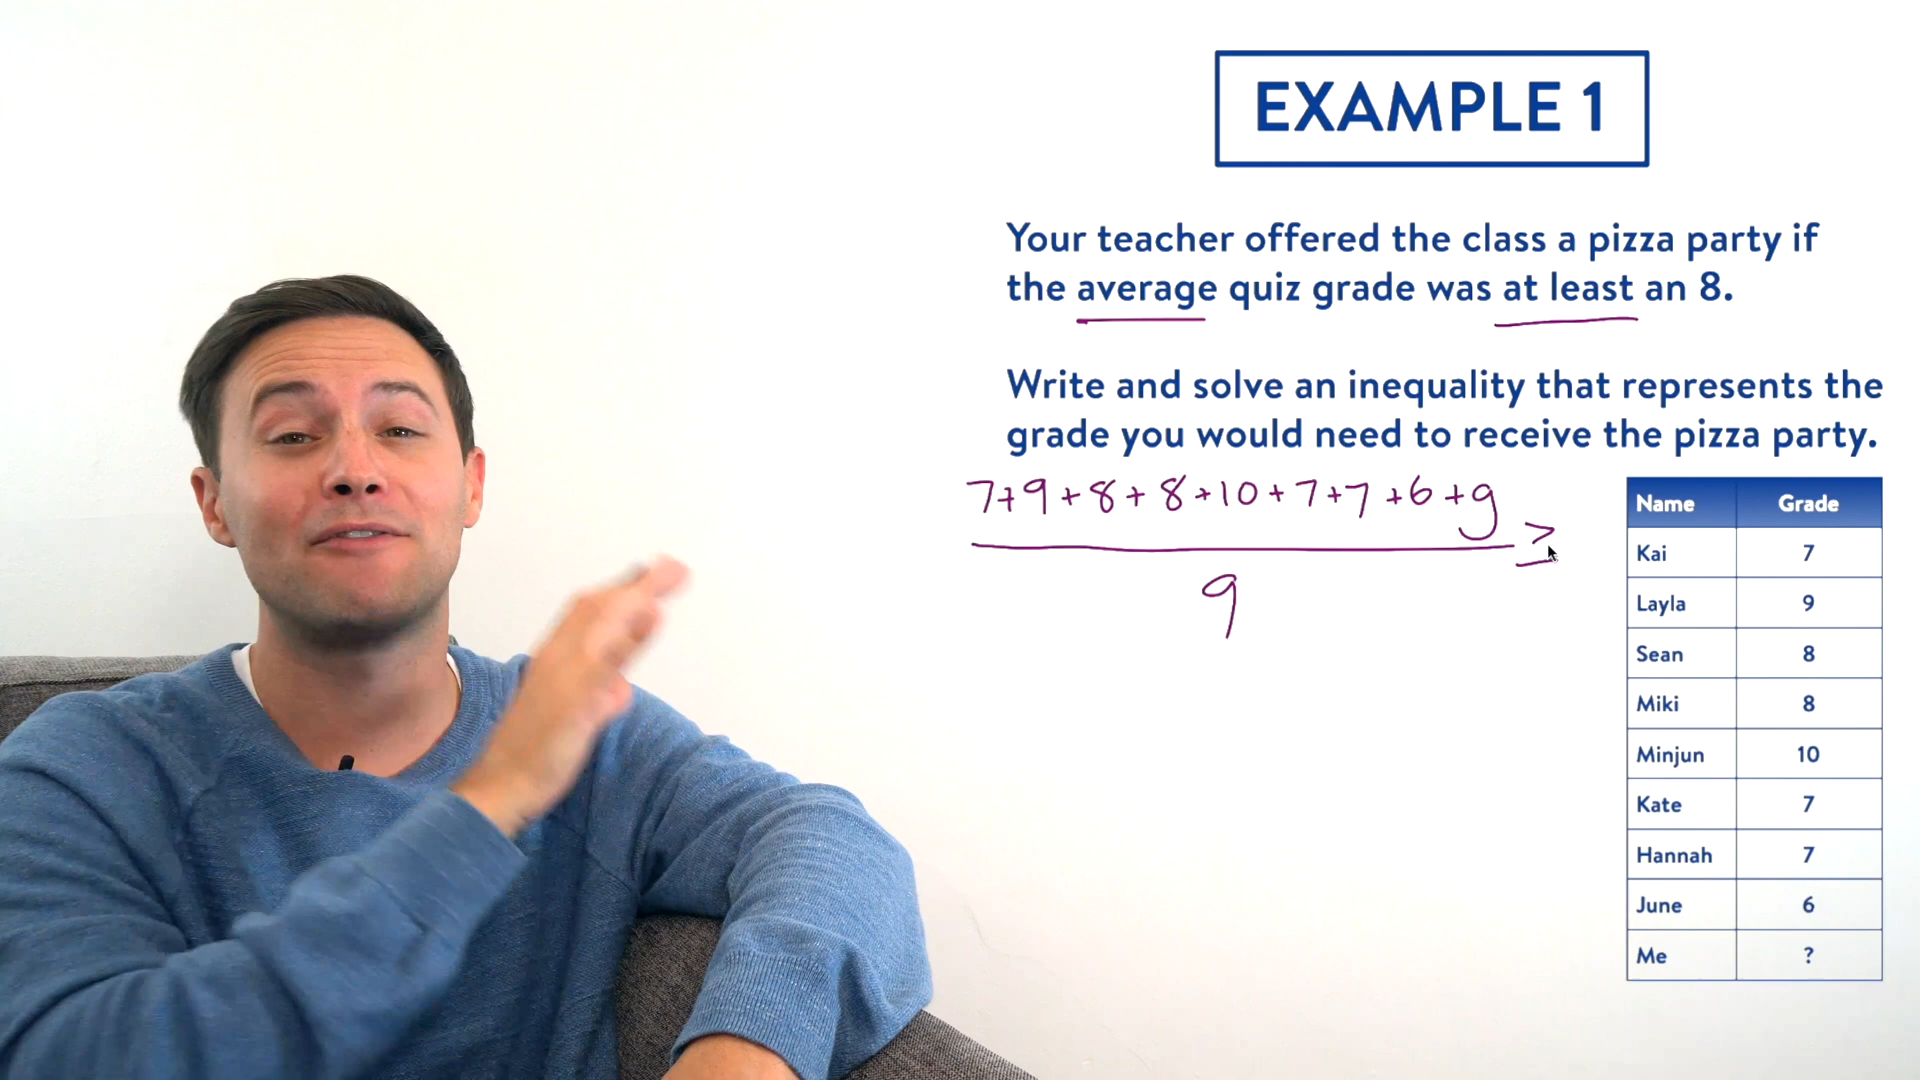 EXAMPLE 1
Your teacher offered the class a pizza party if
the average quiz grade was at least an 8.
Write and solve an inequality that represents the
grade you would need to receive the pizza party.
7+9+8+8+10+7+7+6+g
≥
9
Name Grade
Kai 7
Layla 9
Sean 8
Miki 8
Minjun 10
Kate 7
Hannah 7
June 6
Me ?